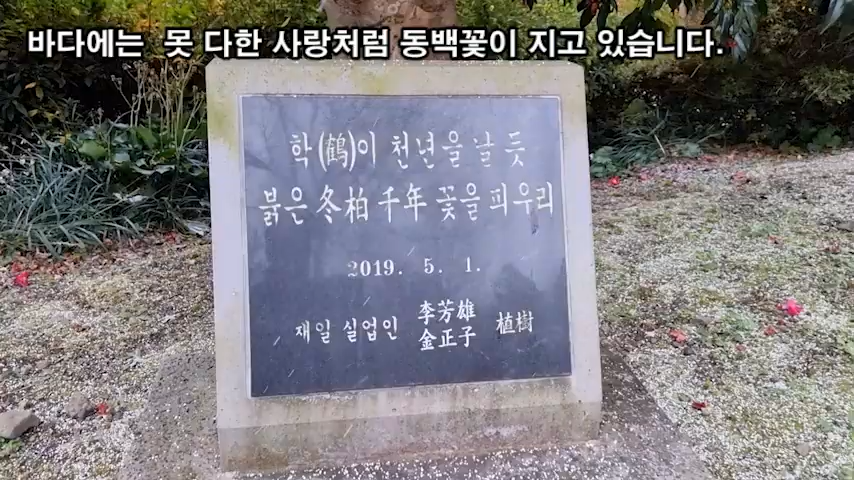 바다에는 못 다한 사랑처럼 동백꽃이 지고 있습니다.
학(鶴)이 천년을 날 듯
붉은 冬柏 千年 꽃을 피우리
2019. 5. 1.
재일 실업인 李芳雄 金正子 植樹